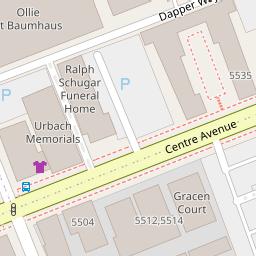 Dapper Wy
Ollie
t Baumhaus
Ralph
Schugar
Funeral
Home
P
P
5535
Urbach
Memorials
Centre Avenue
Gracen
Court
5504
5512,5514